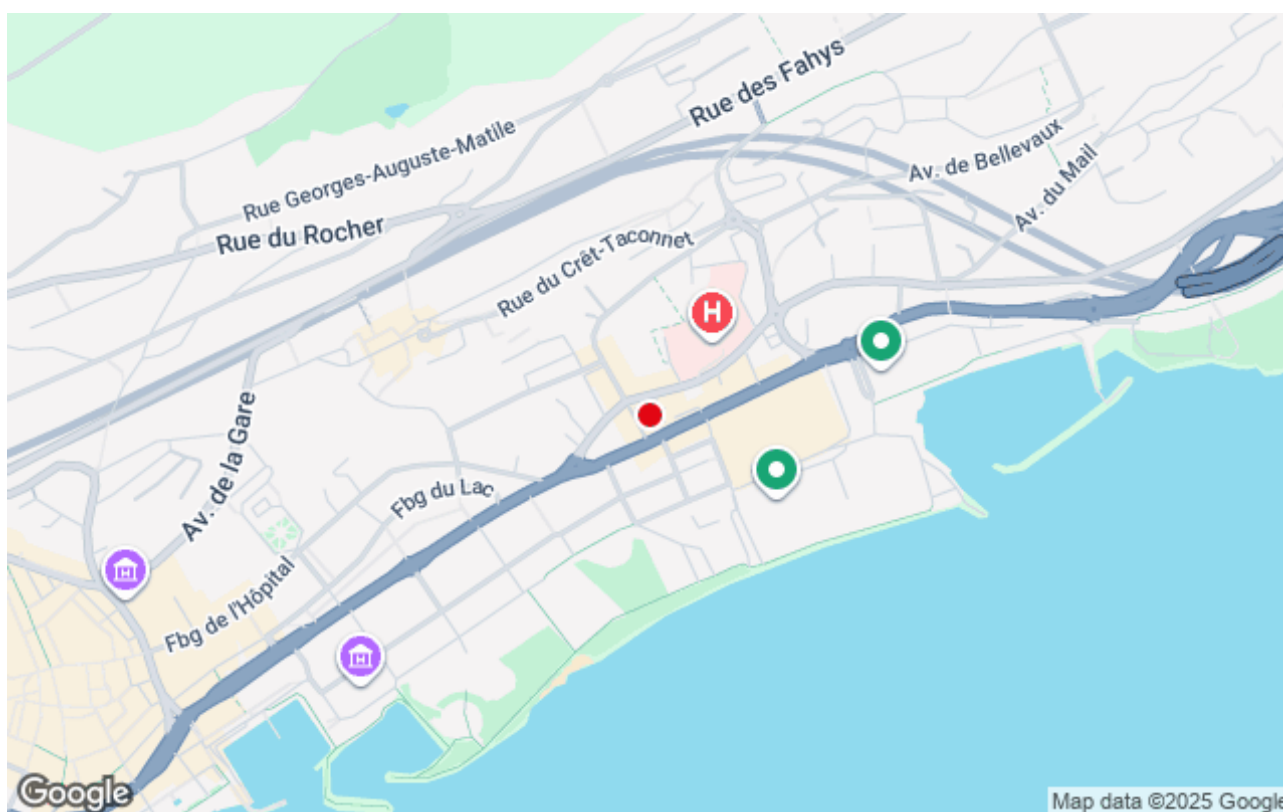 Rue des Fahys
Rue Georges-Auguste-Matile
Av. de Bellevaux
Av. du Mail
Rue du Rocher
Rue du Crêt-Taconnet
H
Av. de la Gare
Fbg du Lac
Fbg de l'Hôpital
Google
Map data ©2025 Google